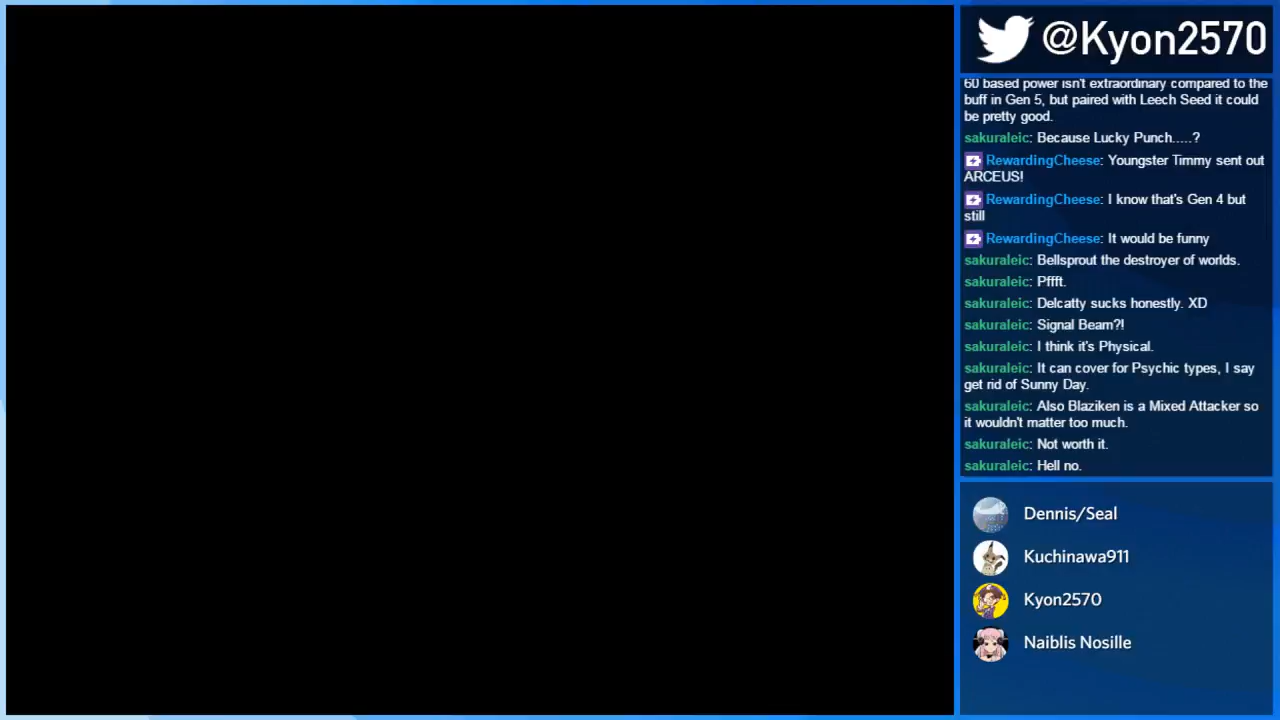 @Kyon2570
60 based power isn't extraordinary compared to the
buff in Gen 5, but paired with Leech Seed it could
be pretty good.
sakuraleic: Because Lucky Punch.....?
RewardingCheese: Youngster Timmy sent out
ARCEUS!
RewardingCheese: I know that's Gen 4 but
still
RewardingCheese: It would be funny
sakuraleic: Bellsprout the destroyer of worlds.
sakuraleic: Pffft.
sakuraleic: Delcatty sucks honestly. XD
sakuraleic: Signal Beam?!
sakuraleic: I think it's Physical.
sakuraleic: It can cover for Psychic types, I say
get rid of Sunny Day.
sakuraleic: Also Blaziken is a Mixed Attacker so
it wouldn't matter too much.
sakuraleic: Not worth it.
sakuraleic: Hell no.
Dennis/Seal
Kuchinawa911
Kyon2570
Naiblis Nosille